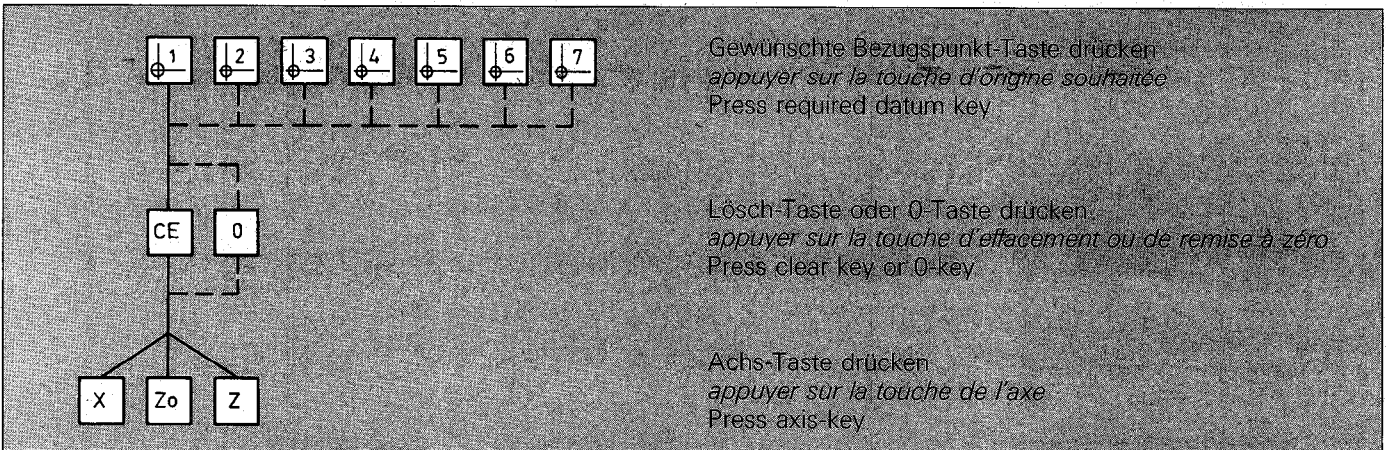 1 2 3 4 5 6 7
Gewünschte Bezugspunkt-Taste drücken
appuyer sur la touche d'origine souhaitée
Press required datum key
CE 0
Lösch-Taste oder 0-Taste drücken
appuyer sur la touche d'effacement ou de remise à zéro
Press clear key or 0-key
Achs-Taste drücken
appuyer sur la touche de l'axe
Press axis-key
X Zo Z